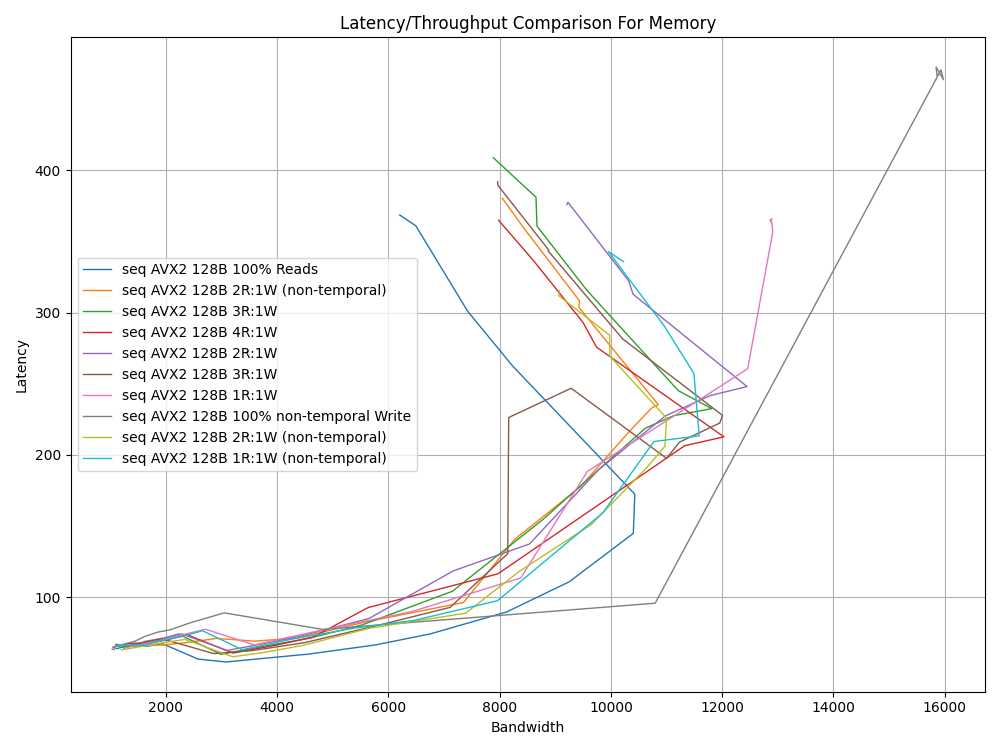 Latency/Throughput Comparison For Memory
400
300
200
100
Latency
seq AVX2 128B 100% Reads
seq AVX2 128B 2R:1W (non-temporal)
seq AVX2 128B 3R:1W
seq AVX2 128B 4R:1W
seq AVX2 128B 2R:1W
seq AVX2 128B 3R:1W
seq AVX2 128B 1R:1W
seq AVX2 128B 100% non-temporal Write
seq AVX2 128B 2R:1W (non-temporal)
seq AVX2 128B 1R:1W (non-temporal)
2000 4000 6000 8000 10000 12000 14000 16000
Bandwidth